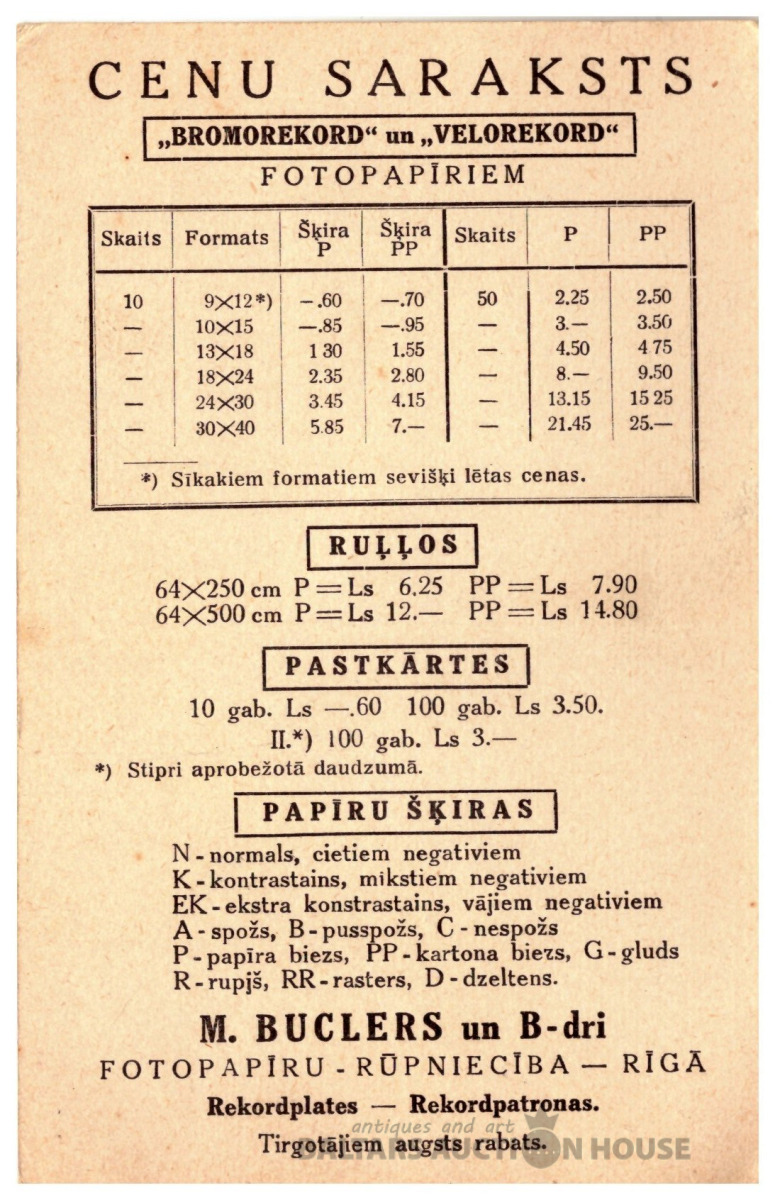 CENU SARAKSTS
„BROMOREKORD“ un „VELOREKORD“
FOTOPAPĪRIEM
Skaits Formats Šķira P Šķira PP Skaits P PP
10 9×12*) —.60 —.70 50 2.25 2.50
— 10×15 —.85 —.95 — 3.— 3.50
— 13×18 1 30 1.55 — 4.50 4 75
— 18×24 2.35 2.80 — 8.— 9.50
— 24×30 3.45 4.15 — 13.15 15 25
— 30×40 5.85 7.— — 21.45 25.—
*) Sīkakiem formatiem sevišķi lētas cenas.
RUĻĻOS
64×250 cm P = Ls 6.25 PP = Ls 7.90
64×500 cm P = Ls 12.— PP = Ls 14.80
PASTKĀRTES
10 gab. Ls —.60 100 gab. Ls 3.50.
II.*) 100 gab. Ls 3.—
*) Stipri aprobežotā daudzumā.
PAPĪRU ŠĶIRAS
N - normals, cietiem negativiem
K - kontrastains, mīkstiem negativiem
EK - ekstra konstrastains, vājiem negativiem
A - spožs, B - pusspožs, C - nespožs
P - papīra biezs, PP - kartona biezs, G - gluds
R - rupjš, RR - rasters, D - dzeltens.
M. BUCLERS un B-dri
FOTOPAPĪRU - RŪPNIECĪBA — RĪGĀ
Rekordplates — Rekordpatronas.
antiques and art
Tirgotājiem augsts rabats.
BALTARS AUCTION HOUSE